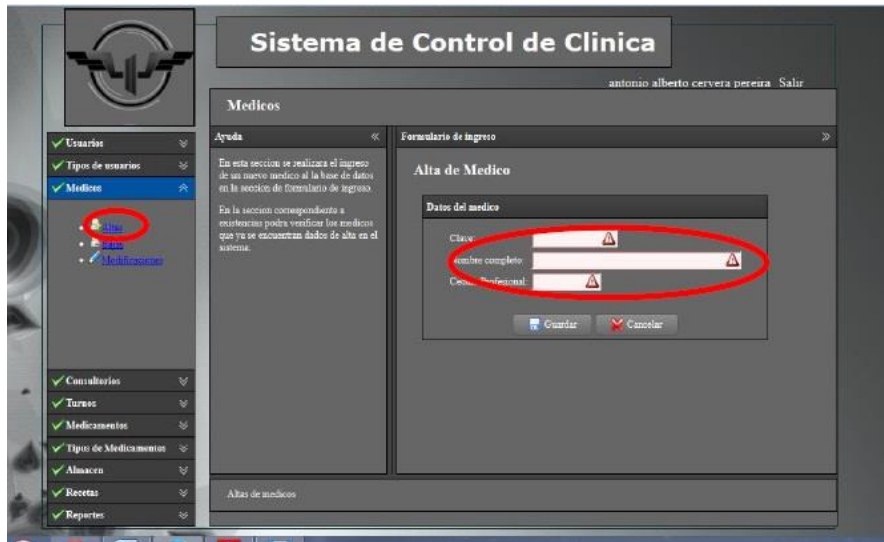 Sistema de Control de Clinica
antonio alberto cervera pereira Salir
Medicos
Usuarios
Tipos de usuarios
Medicos
Altas
Bajas
Modificaciones
Consultorios
Turnos
Medicamentos
Tipos de Medicamentos
Almacen
Recetas
Reportes
Ayuda
En esta seccion se realizara el ingreso
de un nuevo medico al la base de datos
en la seccion de formulario de ingreso.
En la seccion correspondiente a
existencias podra verificar los medicos
que ya se encuentran dados de alta en el
sistema.
Formulario de ingreso
Alta de Medico
Datos del medico
Clave:
Nombre completo:
Profesional:
Guardar Cancelar
Altas de medicos